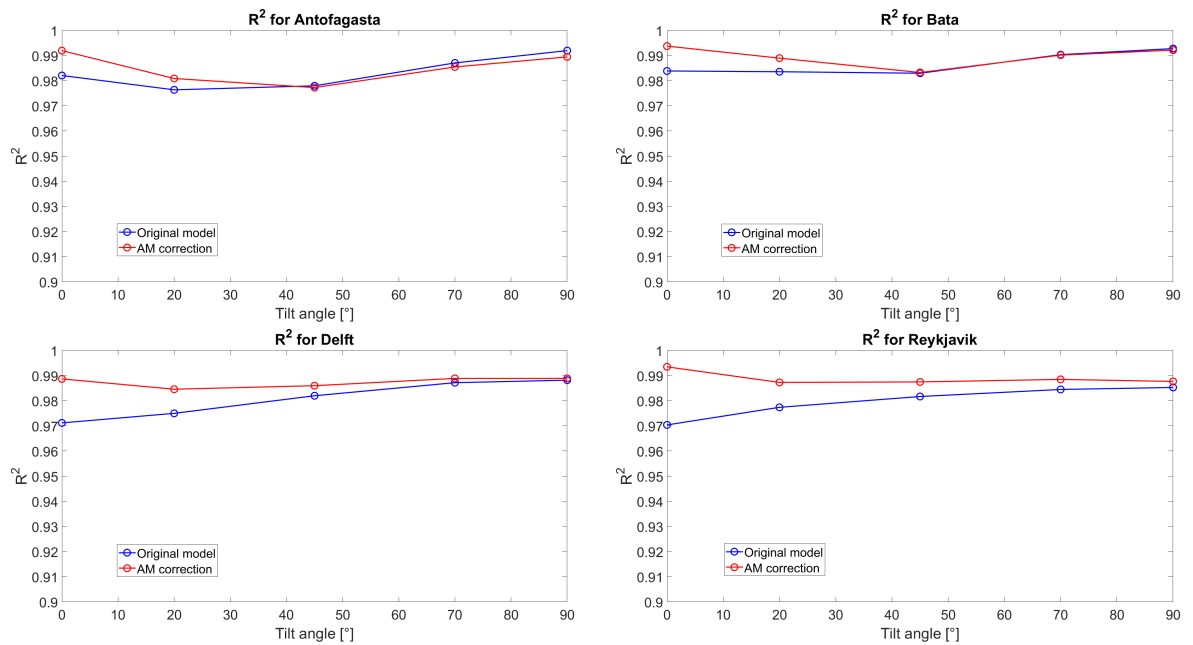 R² for Antofagasta
1
0.99
0.98
0.97
0.96
0.95
0.94
0.93
0.92
0.91
0.9
R²
Original model
AM correction
0 10 20 30 40 50 60 70 80 90
Tilt angle [°]
R² for Bata
1
0.99
0.98
0.97
0.96
0.95
0.94
0.93
0.92
0.91
0.9
R²
Original model
AM correction
0 10 20 30 40 50 60 70 80 90
Tilt angle [°]
R² for Delft
1
0.99
0.98
0.97
0.96
0.95
0.94
0.93
0.92
0.91
0.9
R²
Original model
AM correction
0 10 20 30 40 50 60 70 80 90
Tilt angle [°]
R² for Reykjavik
1
0.99
0.98
0.97
0.96
0.95
0.94
0.93
0.92
0.91
0.9
R²
Original model
AM correction
0 10 20 30 40 50 60 70 80 90
Tilt angle [°]